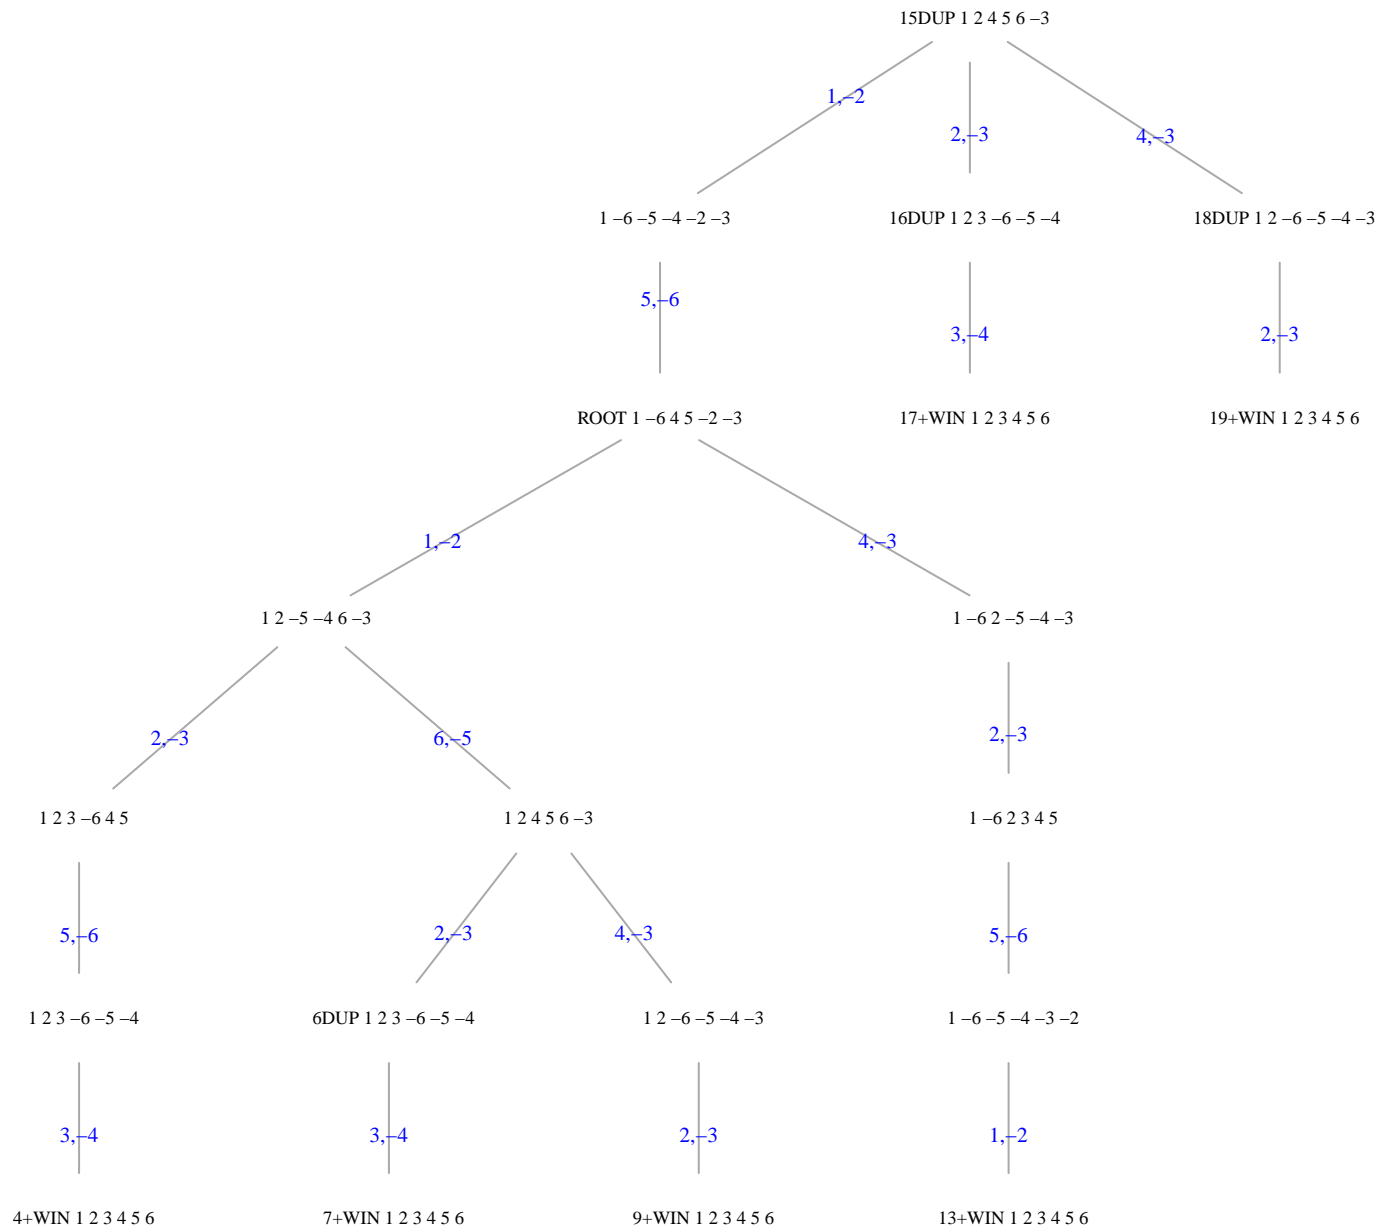 15DUP 1 2 4 5 6 –3
1,–2
2,–3
4,–3
1 –6 –5 –4 –2 –3
16DUP 1 2 3 –6 –5 –4
18DUP 1 2 –6 –5 –4 –3
5,–6
3,–4
2,–3
ROOT 1 –6 4 5 –2 –3
17+WIN 1 2 3 4 5 6
19+WIN 1 2 3 4 5 6
1,–2
4,–3
1 2 –5 –4 6 –3
1 –6 2 –5 –4 –3
2,–3
6,–5
2,–3
1 2 3 –6 4 5
1 2 4 5 6 –3
1 –6 2 3 4 5
5,–6
2,–3
4,–3
5,–6
1 2 3 –6 –5 –4
6DUP 1 2 3 –6 –5 –4
1 2 –6 –5 –4 –3
1 –6 –5 –4 –3 –2
3,–4
3,–4
2,–3
1,–2
4+WIN 1 2 3 4 5 6
7+WIN 1 2 3 4 5 6
9+WIN 1 2 3 4 5 6
13+WIN 1 2 3 4 5 6